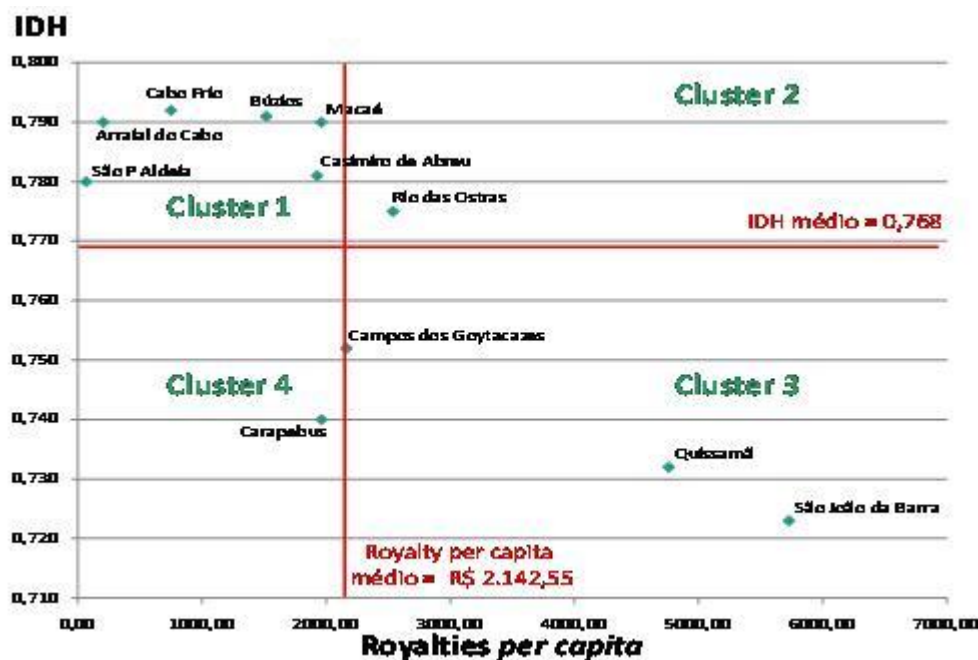 IDH
0,800
Cabo Frio
Búzios
Macaé
Cluster 2
0,790
Arraial do Cabo
Casimiro de Abreu
São P Aldeia
0,780
Rio das Ostras
Cluster 1
IDH médio = 0,768
0,770
0,760
Campos dos Goytacazes
0,750
Cluster 4
Cluster 3
0,740
Carapebus
Quissamã
0,730
São João da Barra
0,720
Royalty per capita
médio = R$ 2.142,55
0,710
0,00 1000,00 2000,00 3000,00 4000,00 5000,00 6000,00 7000,00
Royalties per capita